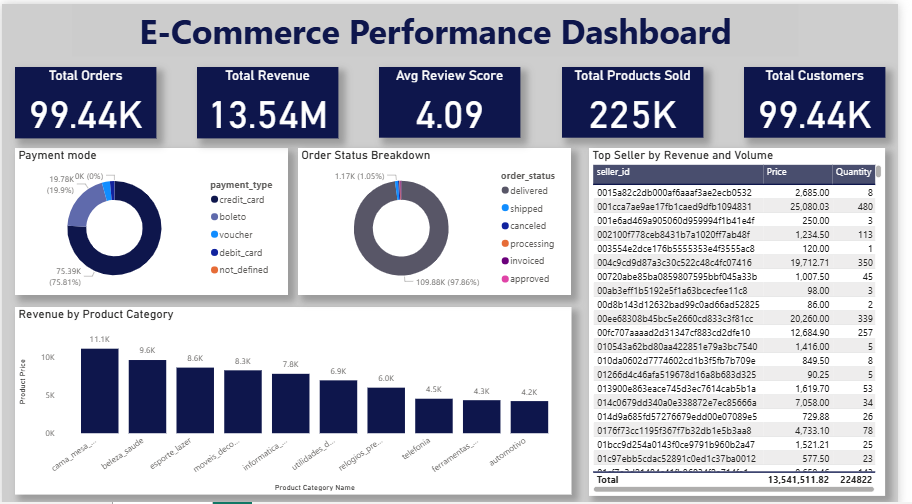 E-Commerce Performance Dashboard
Total Orders
99.44K
Total Revenue
13.54M
Avg Review Score
4.09
Total Products Sold
225K
Total Customers
99.44K
Payment mode
19.78K
(19.9%)
0K (0%)
75.39K
(75.81%)
payment_type
credit_card
boleto
voucher
debit_card
not_defined
Order Status Breakdown
1.17K (1.05%)
109.88K (97.86%)
order_status
delivered
shipped
canceled
processing
invoiced
approved
Revenue by Product Category
Product Price
10K
5K
0K
11.1K
9.6K
8.6K
8.3K
7.8K
6.9K
6.0K
4.5K
4.3K
4.2K
cama_mesa_...
beleza_saude
esporte_lazer
moveis_deco...
informatica_...
utilidades_d...
relogios_pre...
telefonia
ferramentas_...
automotivo
Product Category Name
Top Seller by Revenue and Volume
seller_id Price Quantity
0015a82c2db000af6aaaf3ae2ecb0532 2,685.00 8
001cca7ae9ae17fb1caed9dfb1094831 25,080.03 480
001e6ad469a905060d959994f1b41e4f 250.00 3
002100f778ceb8431b7a1020ff7ab48f 1,234.50 113
003554e2dce176b5555353e4f3555ac8 120.00 1
004c9cd9d87a3c30c522c48c4fc07416 19,712.71 350
00720abe85ba0859807595bbf045a33b 1,007.50 45
00ab3eff1b5192e5f1a63bcecfee11c8 98.00 3
00d8b143d12632bad99c0ad66ad52825 86.00 2
00ee68308b45bc5e2660cd833c3f81cc 20,260.00 339
00fc707aaaad2d31347cf883cd2dfe10 12,684.90 257
010543a62bd80aa422851e79a3bc7540 1,416.00 5
010da0602d7774602cd1b3f5fb7b709e 849.50 8
01266d4c46afa519678d16a8b683d325 90.25 5
013900e863eace745d3ec7614cab5b1a 1,619.70 53
014c0679dd340a0e338872e7ec85666a 7,058.00 34
014d9a685fd57276679edd00e07089e5 729.88 26
0176f73cc1195f367f7b32db1e5b3aa8 4,733.10 78
01bcc9d254a0143f0ce9791b960b2a47 1,521.21 25
01c97ebb5cdac52891c0ed1c37ba0012 577.50 23
Total 13,541,511.82 224822